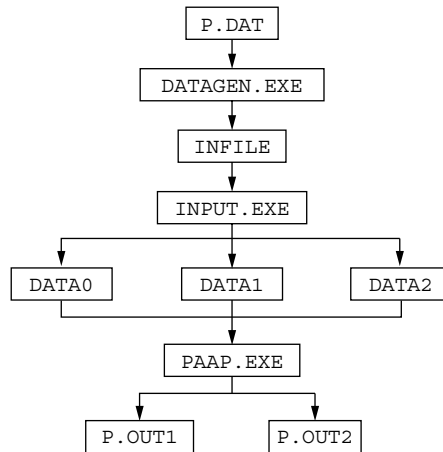 P.DAT
DATAGEN.EXE
INFILE
INPUT.EXE
DATA0
DATA1
DATA2
PAAP.EXE
P.OUT1
P.OUT2